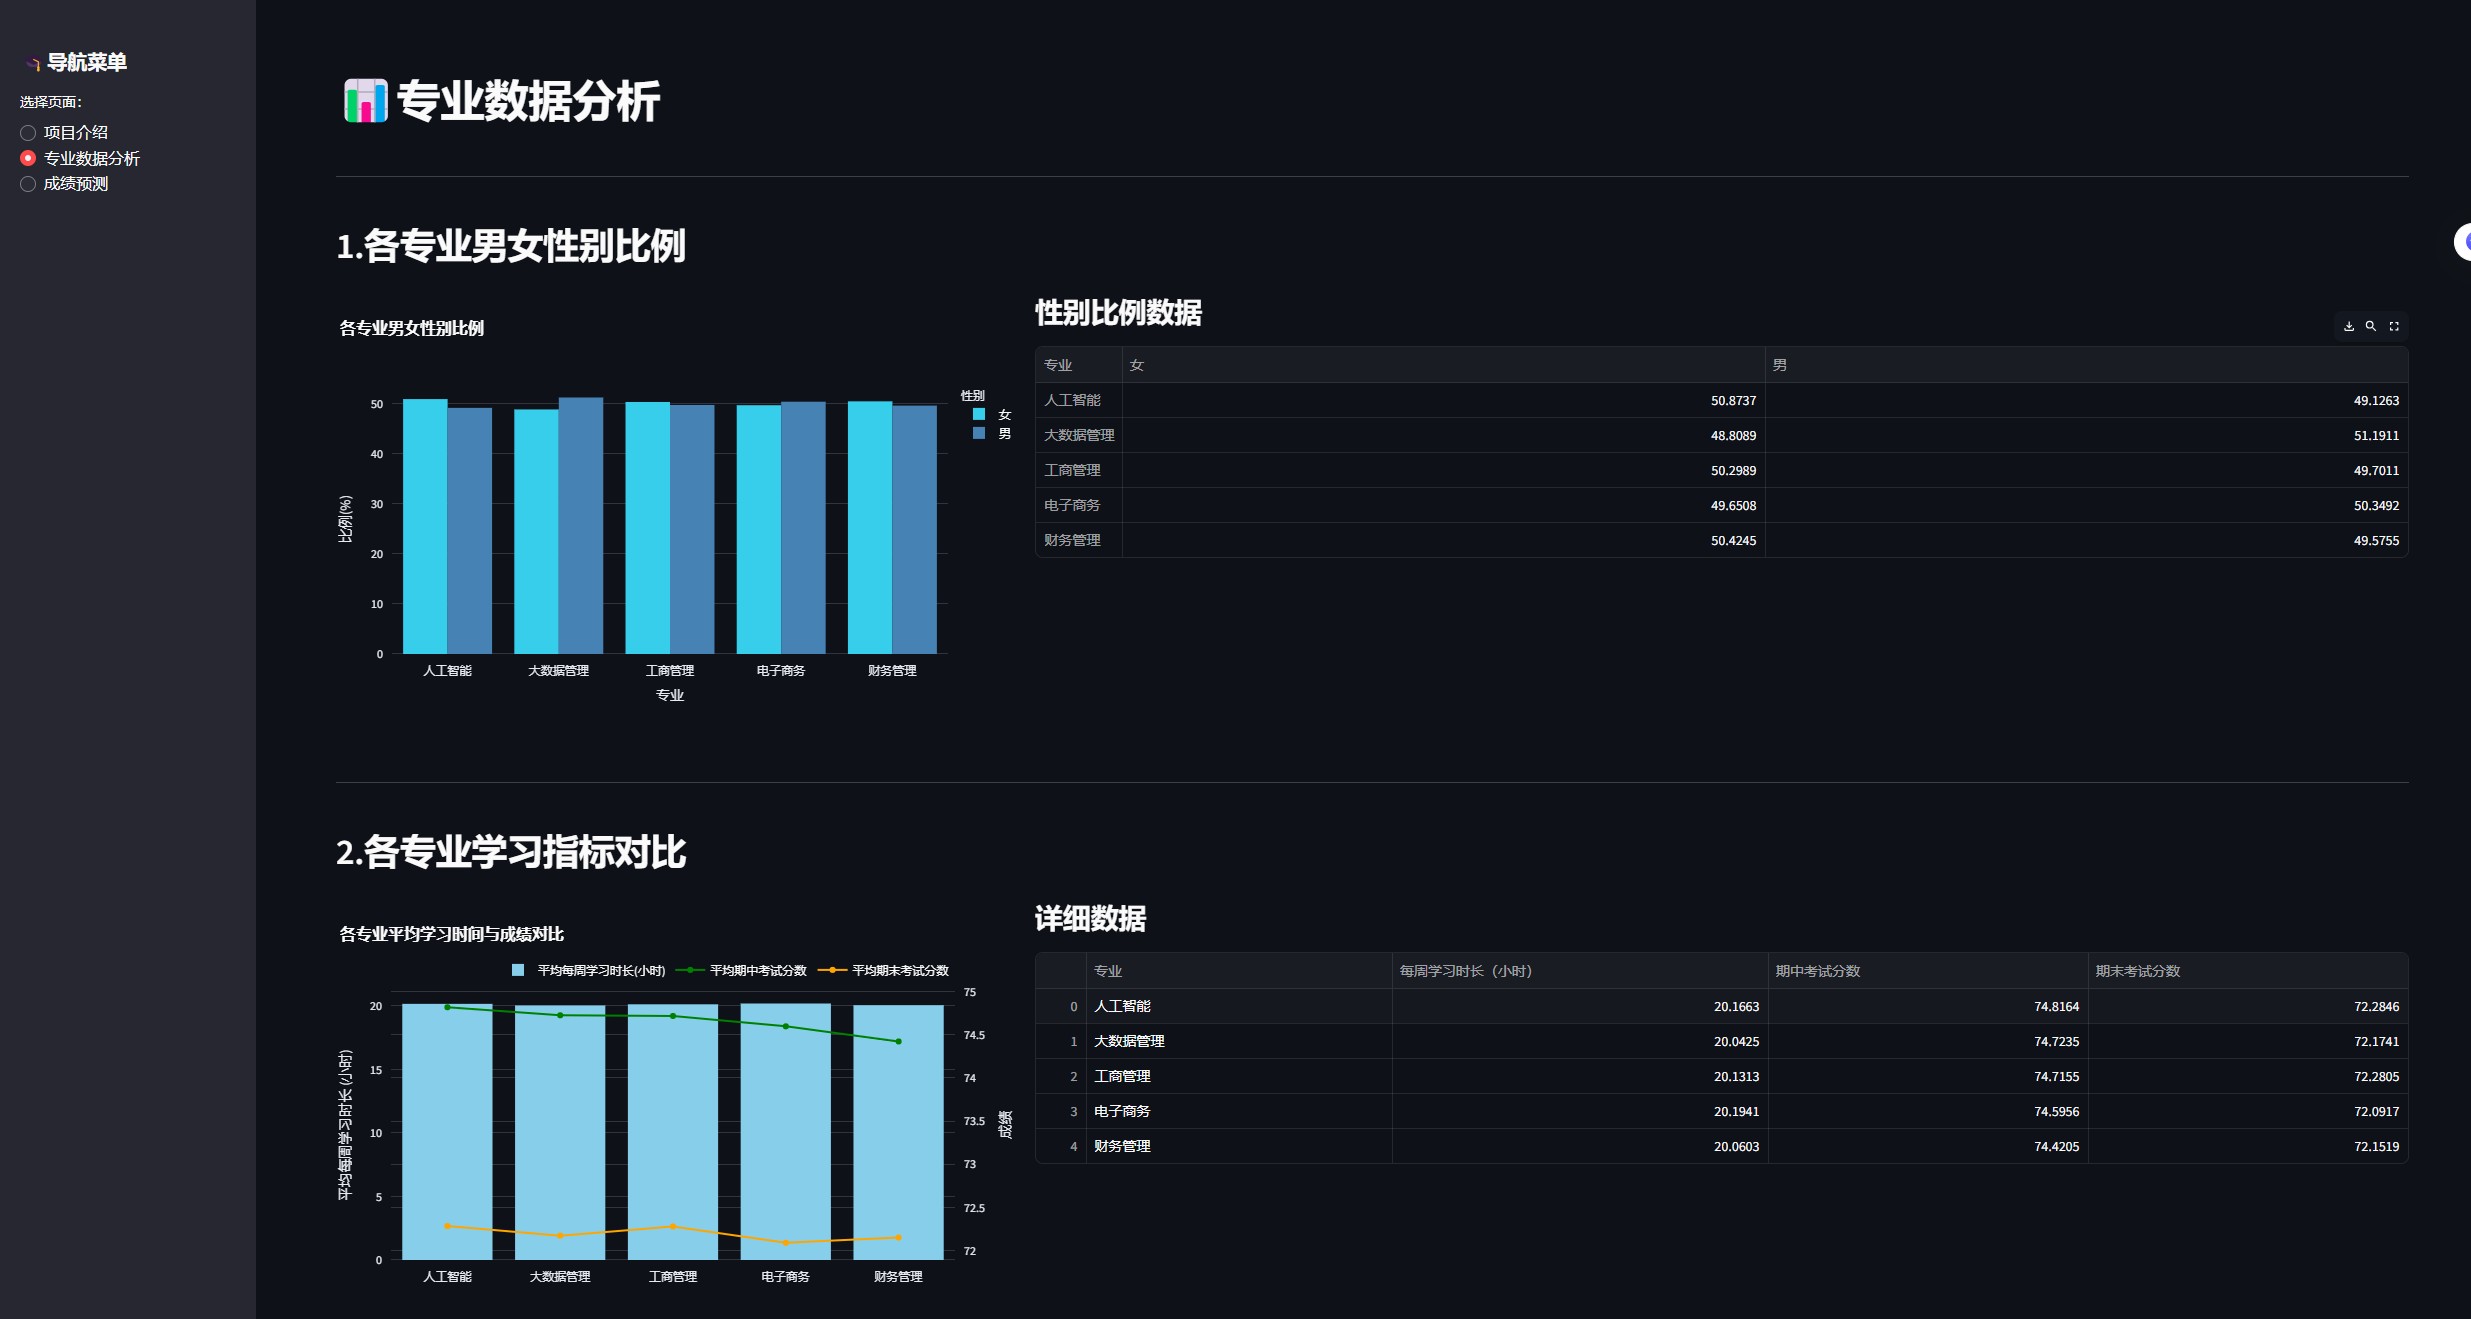 导航菜单
选择页面：
项目介绍
专业数据分析
成绩预测
专业数据分析
1.各专业男女性别比例
各专业男女性别比例
性别
女
男
比例(%)
50
40
30
20
10
0
人工智能 大数据管理 工商管理 电子商务 财务管理
专业
性别比例数据
专业 女 男
人工智能 50.8737 49.1263
大数据管理 48.8089 51.1911
工商管理 50.2989 49.7011
电子商务 49.6508 50.3492
财务管理 50.4245 49.5755
2.各专业学习指标对比
各专业平均学习时间与成绩对比
平均每周学习时长(小时) 平均期中考试分数 平均期末考试分数
平均每周学习时长(小时)
20
15
10
5
0
75
74.5
74
73.5
73
72.5
72
成绩
人工智能 大数据管理 工商管理 电子商务 财务管理
详细数据
专业 每周学习时长（小时） 期中考试分数 期末考试分数
0 人工智能 20.1663 74.8164 72.2846
1 大数据管理 20.0425 74.7235 72.1741
2 工商管理 20.1313 74.7155 72.2805
3 电子商务 20.1941 74.5956 72.0917
4 财务管理 20.0603 74.4205 72.1519